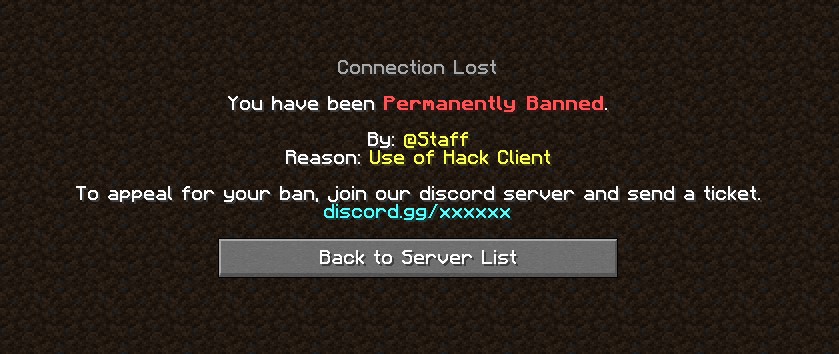 Connection Lost
You have been Permanently Banned.
By: @Staff
Reason: Use of Hack Client
To appeal for your ban, join our discord server and send a ticket.
discord.gg/xxxxxx
Back to Server List